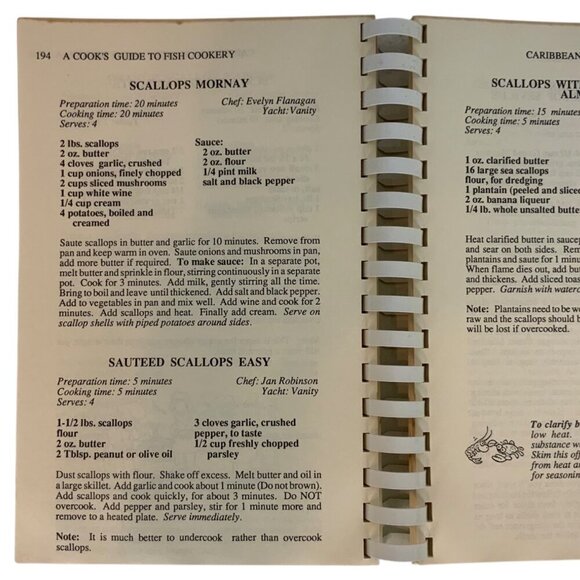 194 A COOK'S GUIDE TO FISH COOKERY
SCALLOPS MORNAY
Preparation time: 20 minutes Chef: Evelyn Flanagan
Cooking time: 20 minutes Yacht: Vanity
Serves: 4
2 lbs. scallops
2 oz. butter
4 cloves garlic, crushed
1 cup onions, finely chopped
2 cups sliced mushrooms
1 cup white wine
1/4 cup cream
4 potatoes, boiled and
creamed
Sauce:
2 oz. butter
2 oz. flour
1/4 pint milk
salt and black pepper
Saute scallops in butter and garlic for 10 minutes. Remove from
pan and keep warm in oven. Saute onions and mushrooms in pan,
add more butter if required. To make sauce: In a separate pot,
melt butter and sprinkle in flour, stirring continuously in a separate
pot. Cook for 3 minutes. Add milk, gently stirring all the time.
Bring to boil and leave until thickened. Add salt and black pepper.
Add to vegetables in pan and mix well. Add wine and cook for 2
minutes. Add scallops and heat. Finally add cream. Serve on
scallop shells with piped potatoes around sides.
SAUTEED SCALLOPS EASY
Preparation time: 5 minutes Chef: Jan Robinson
Cooking time: 5 minutes Yacht: Vanity
Serves: 4
1-1/2 lbs. scallops
flour
2 oz. butter
2 Tblsp. peanut or olive oil
3 cloves garlic, crushed
pepper, to taste
1/2 cup freshly chopped
parsley
Dust scallops with flour. Shake off excess. Melt butter and oil in
a large skillet. Add garlic and cook about 1 minute (Do not brown).
Add scallops and cook quickly, for about 3 minutes. Do NOT
overcook. Add pepper and parsley, stir for 1 minute more and
remove to a heated plate. Serve immediately.
Note: It is much better to undercook rather than overcook
scallops.
CARIBBEAN
SCALLOPS WIT
ALM
Preparation time: 15 minutes
Cooking time: 5 minutes
Serves: 4
1 oz. clarified butter
16 large sea scallops
flour, for dredging
1 plantain (peeled and sliced
2 oz. banana liqueur
1/4 lb. whole unsalted butter
Heat clarified butter in sauce
and sear on both sides. Rem
plantains and saute for 1 minu
When flame dies out, add but
and thickens. Add sliced toas
pepper. Garnish with waterc
Note: Plantains need to be wo
raw and the scallops should b
will be lost if overcooked.
To clarify b
low heat.
substance w
Skim this off
from heat an
for seasonin